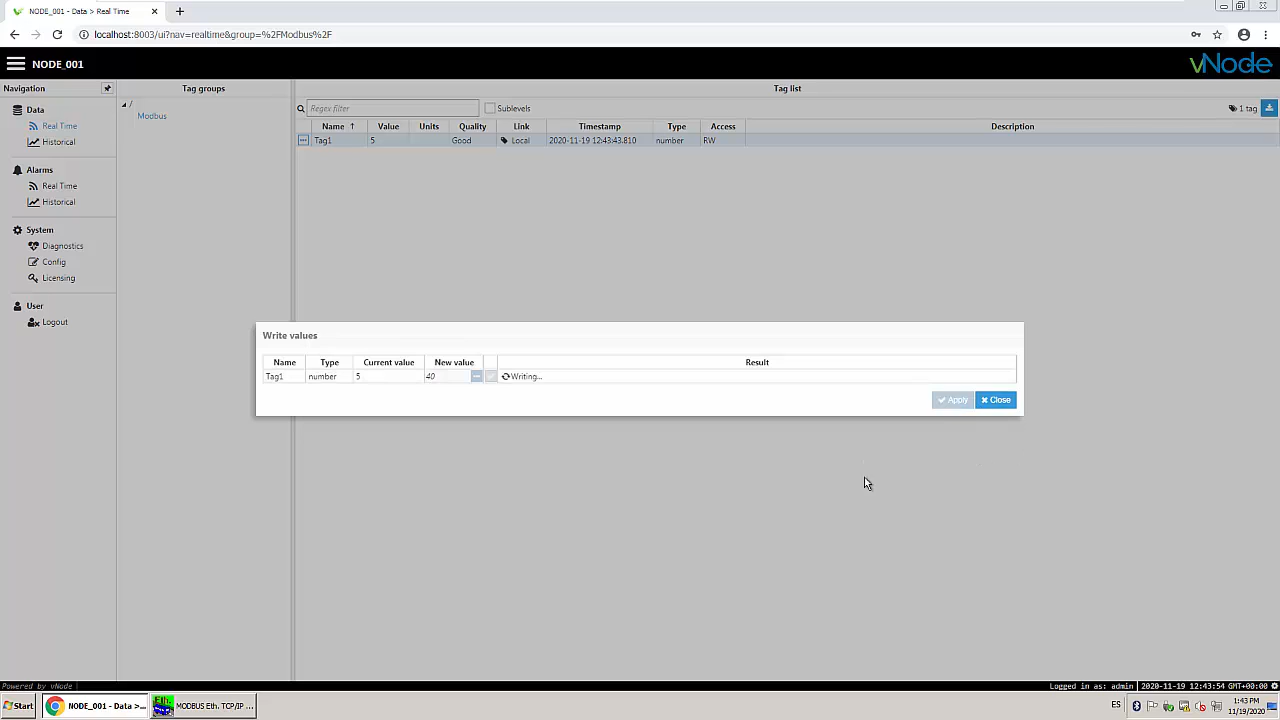 NODE_001 - Data > Real Time
localhost:8003/ui?nav=realtime&group=%2FModbus%2F
NODE_001
vNode
Navigation
Tag groups
Tag list
Data
Real Time
Historical
Alarms
Real Time
Historical
System
Diagnostics
Config
Licensing
User
Logout
/
Modbus
Regex filter
Sublevels
1 tag
Name Value Units Quality Link Timestamp Type Access Description
Tag1 5 Good Local 2020-11-19 12:43:43.810 number RW
Write values
Name Type Current value New value Result
Tag1 number 5 40 Writing...
Apply Close
Powered by vNode
Logged in as: admin 2020-11-19 12:43:54 GMT+00:00
Start
NODE_001 - Data >...
Eth.
MODBUS Eth. TCP/IP ...
ES
1:43 PM
11/19/2020